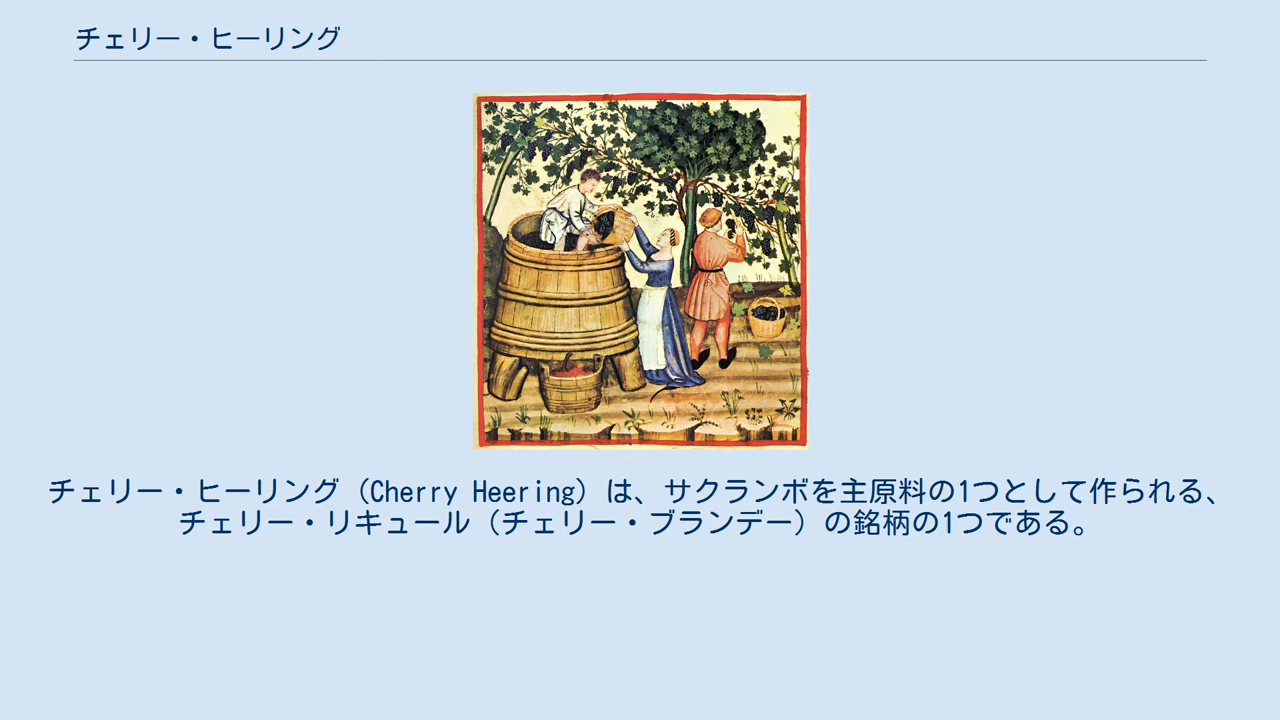 チェリー・ヒーリング
チェリー・ヒーリング（Cherry Heering）は、サクランボを主原料の1つとして作られる、
チェリー・リキュール（チェリー・ブランデー）の銘柄の1つである。